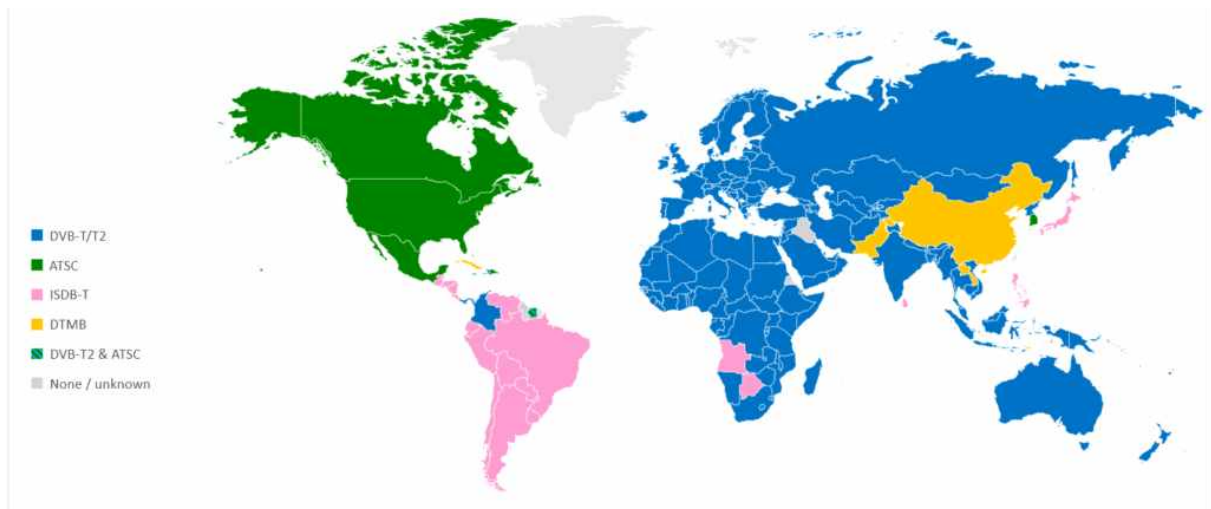 DVB-T/T2
ATSC
ISDB-T
DTMB
DVB-T2 & ATSC
None / unknown